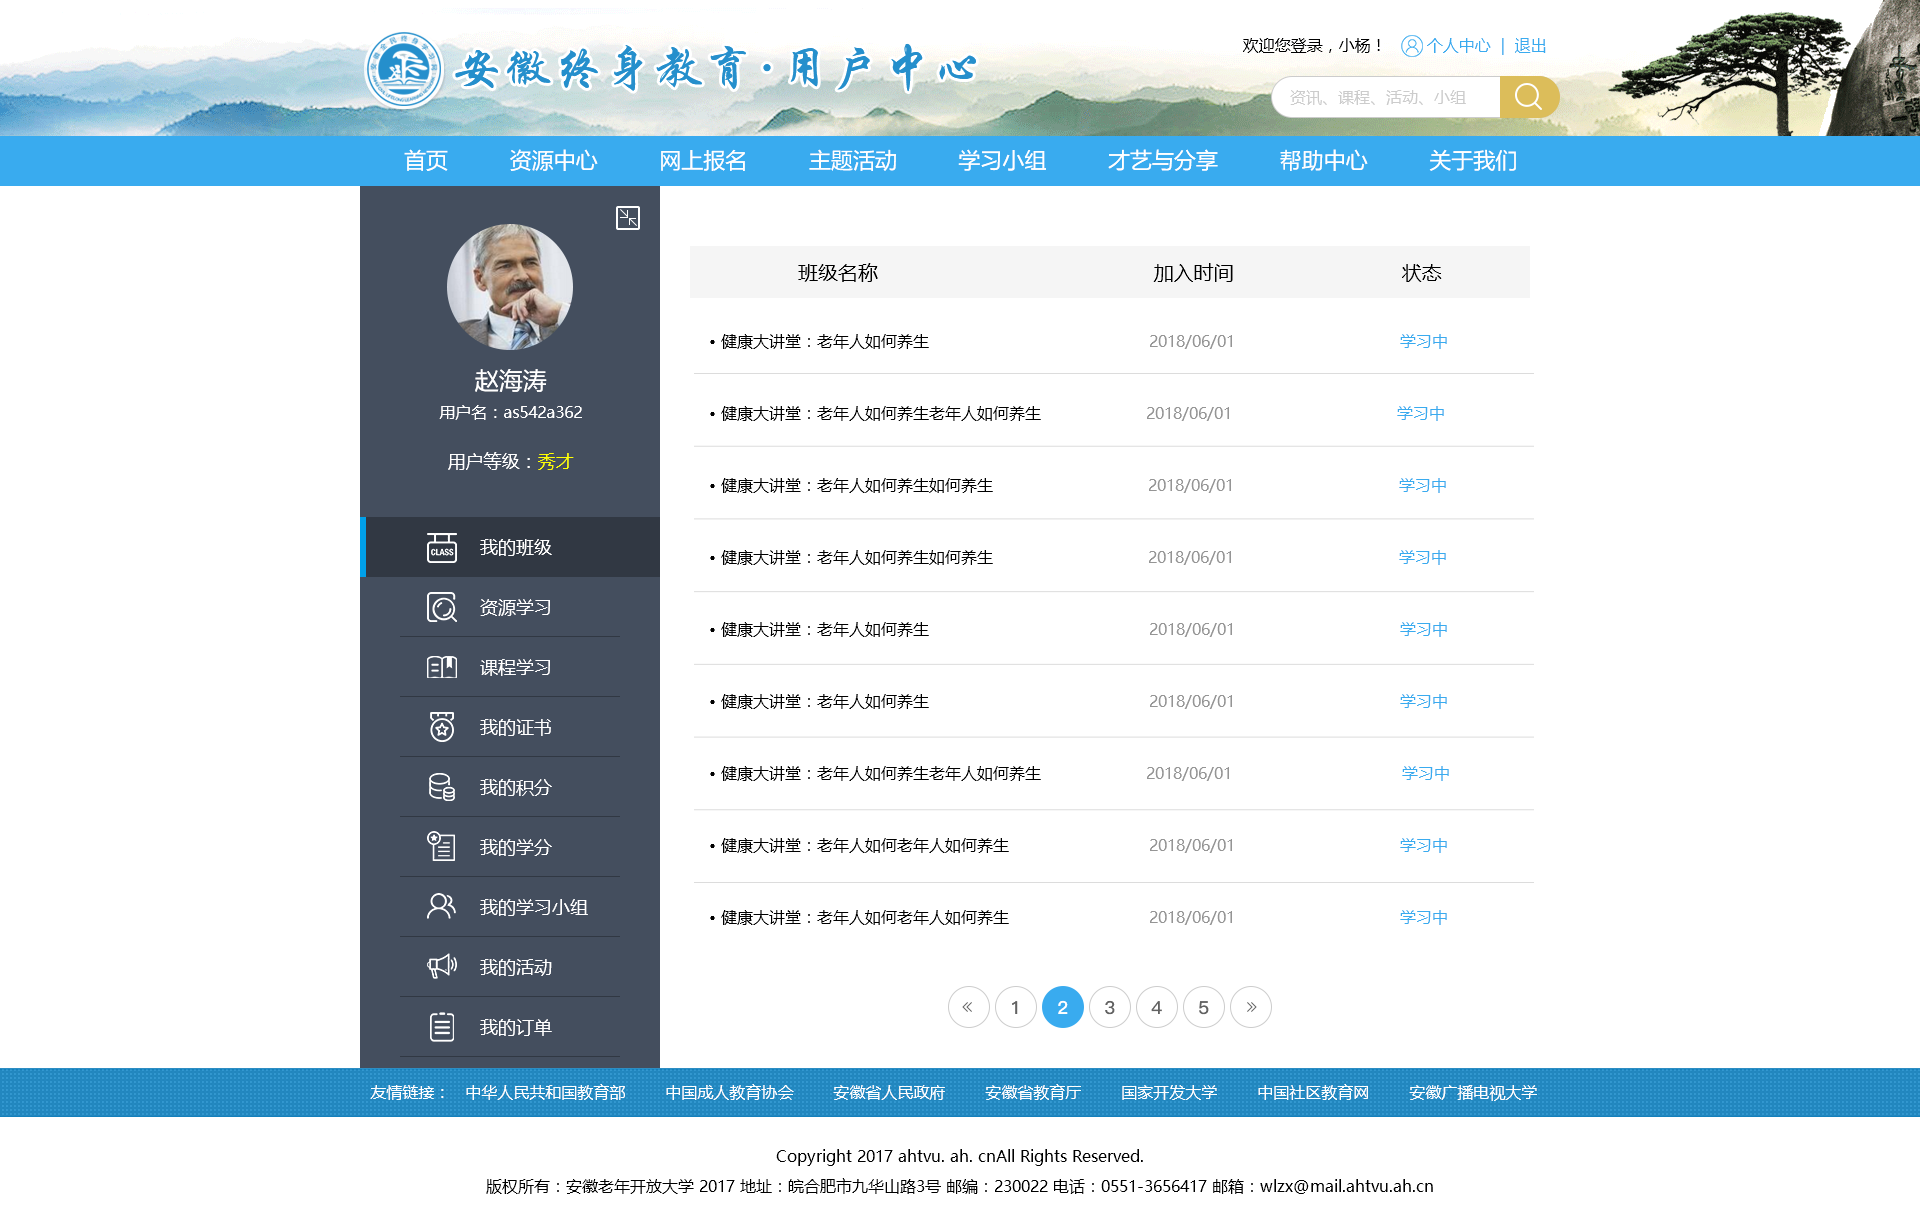 安徽终身教育·用户中心
欢迎您登录，小杨！ 个人中心 | 退出
资讯、课程、活动、小组
首页 资源中心 网上报名 主题活动 学习小组 才艺与分享 帮助中心 关于我们
赵海涛
用户名：as542a362
用户等级：秀才
CLASS 我的班级
资源学习
课程学习
我的证书
我的积分
我的学分
我的学习小组
我的活动
我的订单
班级名称 加入时间 状态
• 健康大讲堂：老年人如何养生 2018/06/01 学习中
• 健康大讲堂：老年人如何养生老年人如何养生 2018/06/01 学习中
• 健康大讲堂：老年人如何养生如何养生 2018/06/01 学习中
• 健康大讲堂：老年人如何养生如何养生 2018/06/01 学习中
• 健康大讲堂：老年人如何养生 2018/06/01 学习中
• 健康大讲堂：老年人如何养生 2018/06/01 学习中
• 健康大讲堂：老年人如何养生老年人如何养生 2018/06/01 学习中
• 健康大讲堂：老年人如何老年人如何养生 2018/06/01 学习中
• 健康大讲堂：老年人如何老年人如何养生 2018/06/01 学习中
« 1 2 3 4 5 »
友情链接： 中华人民共和国教育部 中国成人教育协会 安徽省人民政府 安徽省教育厅 国家开发大学 中国社区教育网 安徽广播电视大学
Copyright 2017 ahtvu. ah. cnAll Rights Reserved.
版权所有：安徽老年开放大学 2017 地址：皖合肥市九华山路3号 邮编：230022 电话：0551-3656417 邮箱：wlzx@mail.ahtvu.ah.cn